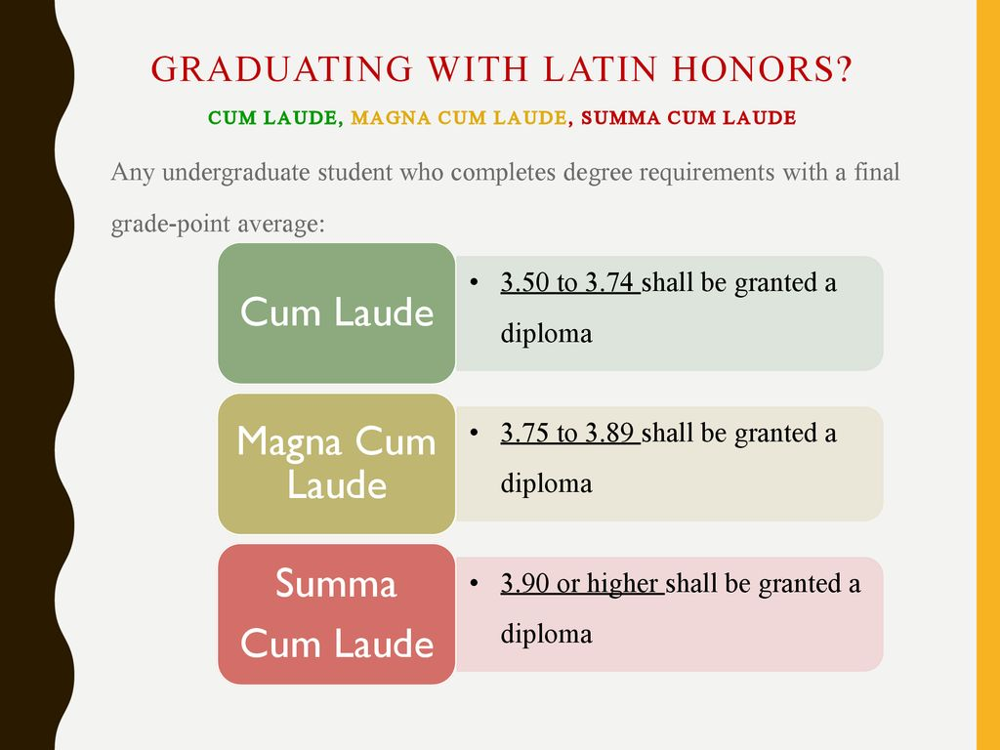 GRADUATING WITH LATIN HONORS?
CUM LAUDE, MAGNA CUM LAUDE, SUMMA CUM LAUDE
Any undergraduate student who completes degree requirements with a final
grade-point average:
Cum Laude
• 3.50 to 3.74 shall be granted a
diploma
Magna Cum
Laude
• 3.75 to 3.89 shall be granted a
diploma
Summa
Cum Laude
• 3.90 or higher shall be granted a
diploma